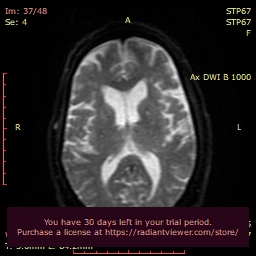 Im: 37/48
Se: 4
STP67
STP67
F
A
Ax DWI B 1000
R
L
You have 30 days left in your trial period.
Purchase a license at https://radiantviewer.com/store/